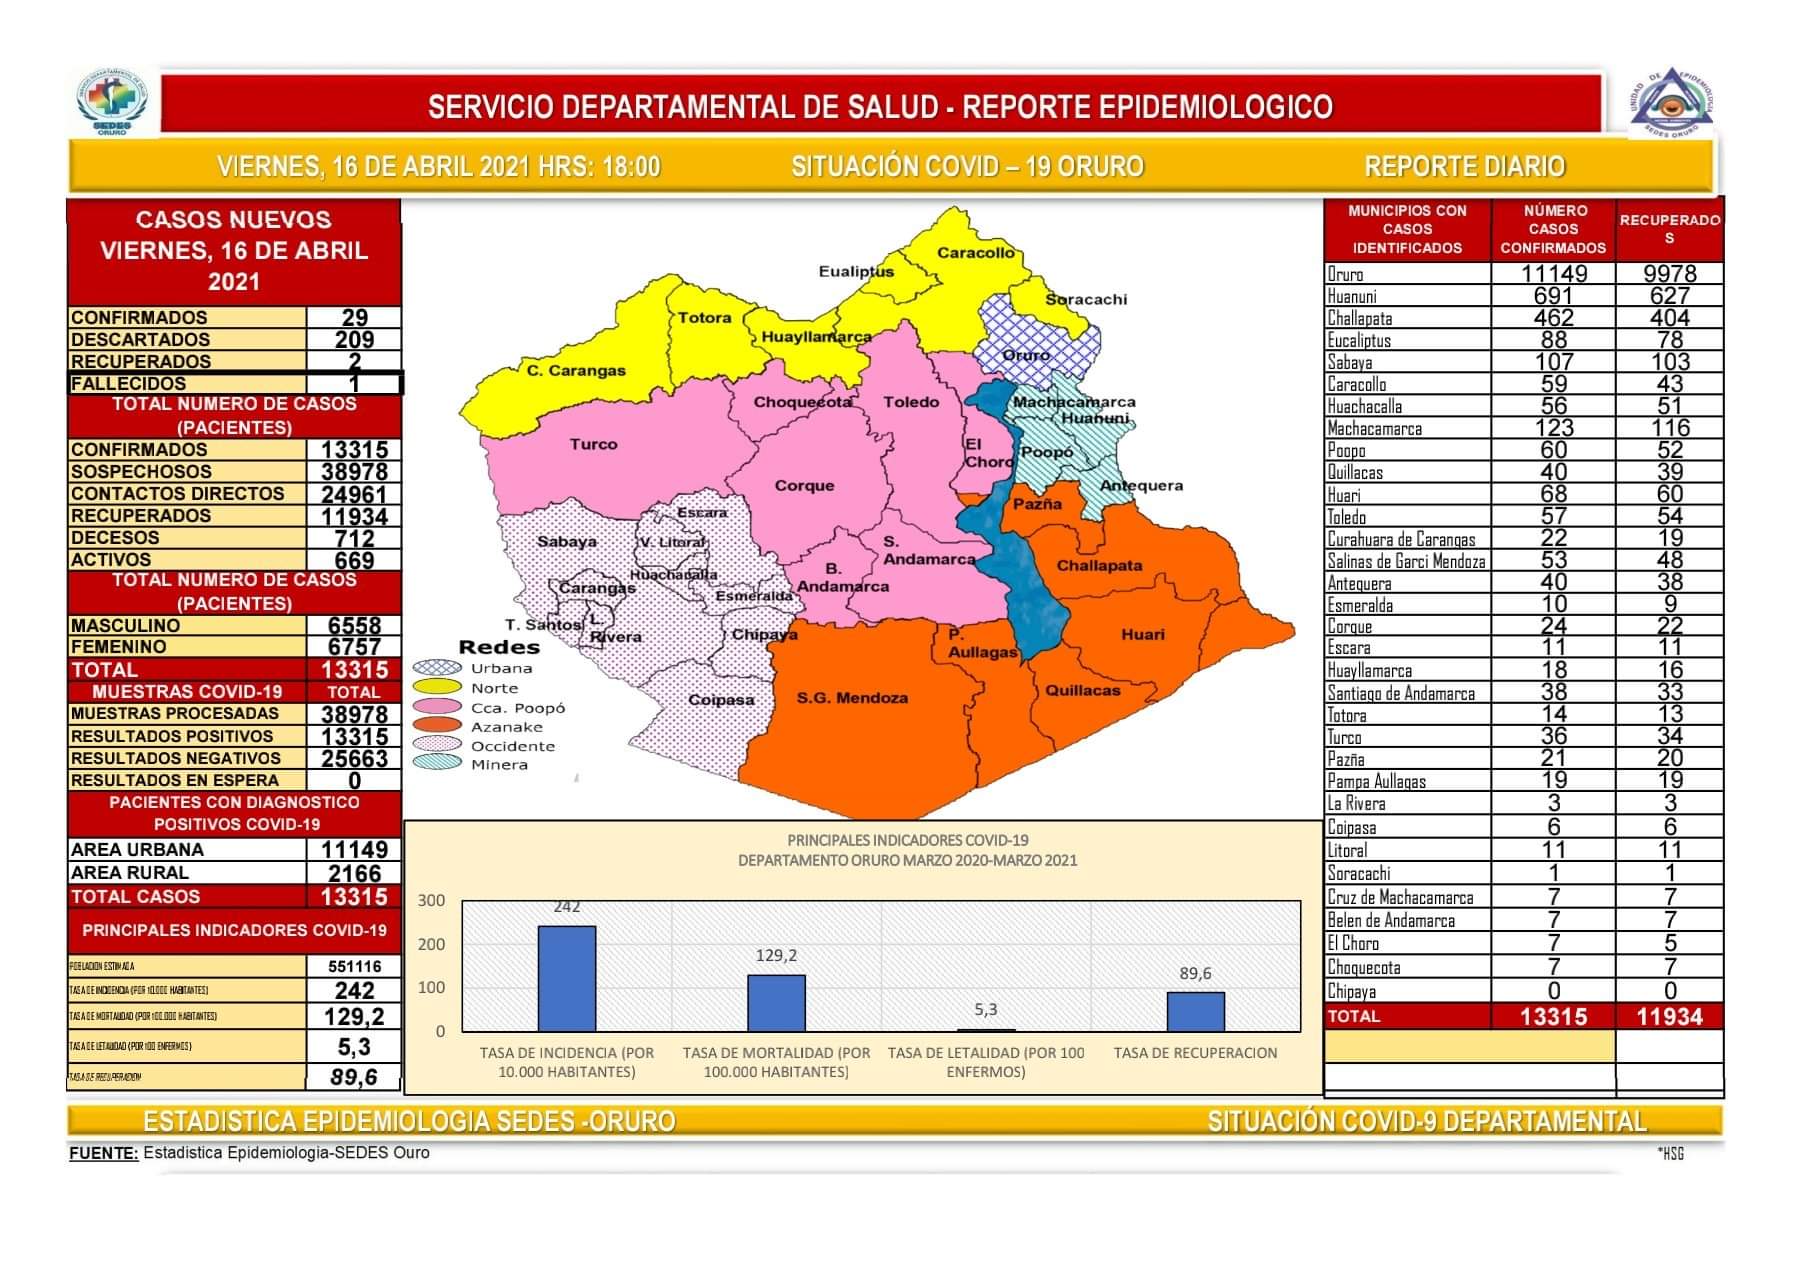 SERVICIO DEPARTAMENTAL DE SALUD - REPORTE EPIDEMIOLOGICO
SEDES
ORURO
UNIDAD DE EPIDEMIOLOGIA
SEDES ORURO
VIERNES, 16 DE ABRIL 2021 HRS: 18:00 SITUACIÓN COVID – 19 ORURO REPORTE DIARIO
CASOS NUEVOS
VIERNES, 16 DE ABRIL
2021
CONFIRMADOS 29
DESCARTADOS 209
RECUPERADOS 2
FALLECIDOS 1
TOTAL NUMERO DE CASOS
(PACIENTES)
CONFIRMADOS 13315
SOSPECHOSOS 38978
CONTACTOS DIRECTOS 24961
RECUPERADOS 11934
DECESOS 712
ACTIVOS 669
TOTAL NUMERO DE CASOS
(PACIENTES)
MASCULINO 6558
FEMENINO 6757
TOTAL 13315
MUESTRAS COVID-19 TOTAL
MUESTRAS PROCESADAS 38978
RESULTADOS POSITIVOS 13315
RESULTADOS NEGATIVOS 25663
RESULTADOS EN ESPERA 0
PACIENTES CON DIAGNOSTICO
POSITIVOS COVID-19
AREA URBANA 11149
AREA RURAL 2166
TOTAL CASOS 13315
PRINCIPALES INDICADORES COVID-19
POBLACION ESTIMADA 551116
TASA DE INCIDENCIA (POR 10.000 HABITANTES) 242
TASA DE MORTALIDAD (POR 100.000 HABITANTES) 129,2
TASA DE LETALIDAD (POR 100 ENFERMOS) 5,3
TASA DE RECUPERACION 89,6
Caracollo
Eualiptus
Soracachi
Totora
Huayllamarca
Oruro
C. Carangas
Choquecota
Toledo
Machacamarca
Huanuni
Turco
El
Choro
Poopó
Corque
Antequera
Pazña
Escara
Sabaya
V. Litoral
S.
Andamarca
Challapata
Huachacalla
B.
Andamarca
Carangas
Esmeralda
T. Santos
L.
Rivera
Chipaya
P.
Aullagas
Huari
Coipasa
S.G. Mendoza
Quillacas
Redes
Urbana
Norte
Cca. Poopó
Azanake
Occidente
Minera
PRINCIPALES INDICADORES COVID-19
DEPARTAMENTO ORURO MARZO 2020-MARZO 2021
300
200
100
0
242
129,2
5,3
89,6
TASA DE INCIDENCIA (POR
10.000 HABITANTES)
TASA DE MORTALIDAD (POR
100.000 HABITANTES)
TASA DE LETALIDAD (POR 100
ENFERMOS)
TASA DE RECUPERACION
MUNICIPIOS CON
CASOS
IDENTIFICADOS
NÚMERO
CASOS
CONFIRMADOS
RECUPERADO
S
Oruro 11149 9978
Huanuni 691 627
Challapata 462 404
Eucaliptus 88 78
Sabaya 107 103
Caracollo 59 43
Huachacalla 56 51
Machacamarca 123 116
Poopo 60 52
Quillacas 40 39
Huari 68 60
Toledo 57 54
Curahuara de Carangas 22 19
Salinas de Garci Mendoza 53 48
Antequera 40 38
Esmeralda 10 9
Corque 24 22
Escara 11 11
Huayllamarca 18 16
Santiago de Andamarca 38 33
Totora 14 13
Turco 36 34
Pazña 21 20
Pampa Aullagas 19 19
La Rivera 3 3
Coipasa 6 6
Litoral 11 11
Soracachi 1 1
Cruz de Machacamarca 7 7
Belen de Andamarca 7 7
El Choro 7 5
Choquecota 7 7
Chipaya 0 0
TOTAL 13315 11934
ESTADISTICA EPIDEMIOLOGIA SEDES -ORURO SITUACIÓN COVID-9 DEPARTAMENTAL
FUENTE: Estadistica Epidemiologia-SEDES Ouro
*HSG